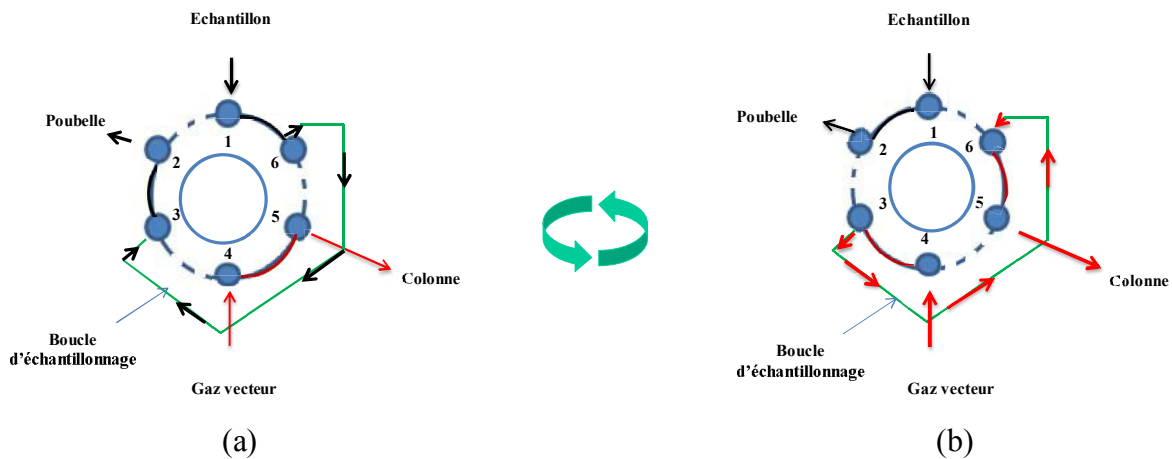 Echantillon
Poubelle
1
2
6
3
5
4
Colonne
Boucle
d'échantillonnage
Gaz vecteur
(a)
Echantillon
Poubelle
1
2
6
3
5
4
Colonne
Boucle
d'échantillonnage
Gaz vecteur
(b)